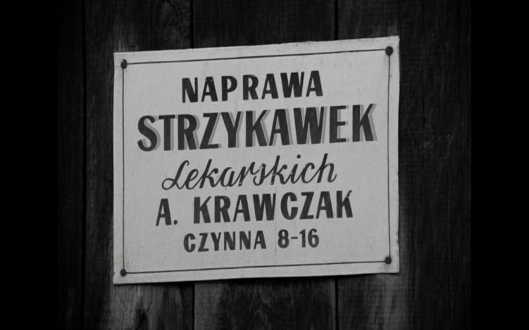 NAPRAWA
STRZYKAWEK
Lekarskich
A. KRAWCZAK
CZYNNA 8-16